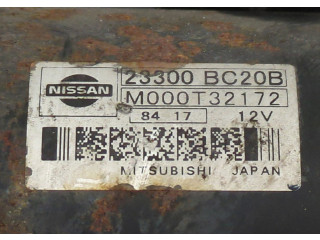 NISSAN
23300 BC20B
M000T32172
84 17 12V
MITSUBISHI JAPAN